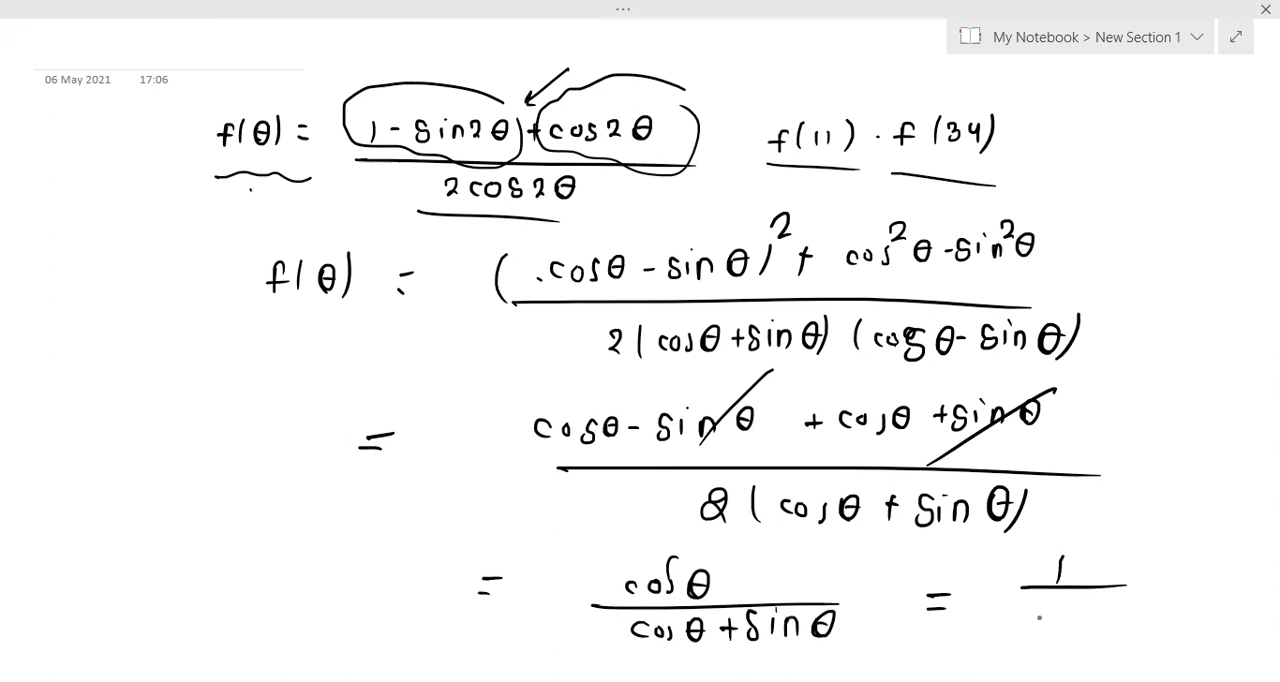 My Notebook > New Section 1
06 May 2021 17:06
f(θ) = (1 - sin2θ) + cos2θ f(11) . f(34)
2cos2θ
f(θ) = (cosθ - sinθ)² + cos²θ - sin²θ
2(cosθ + sinθ)(cosθ - sinθ)
= cosθ - sinθ + cosθ + sinθ
2(cosθ + sinθ)
= cosθ = 1
cosθ + sinθ